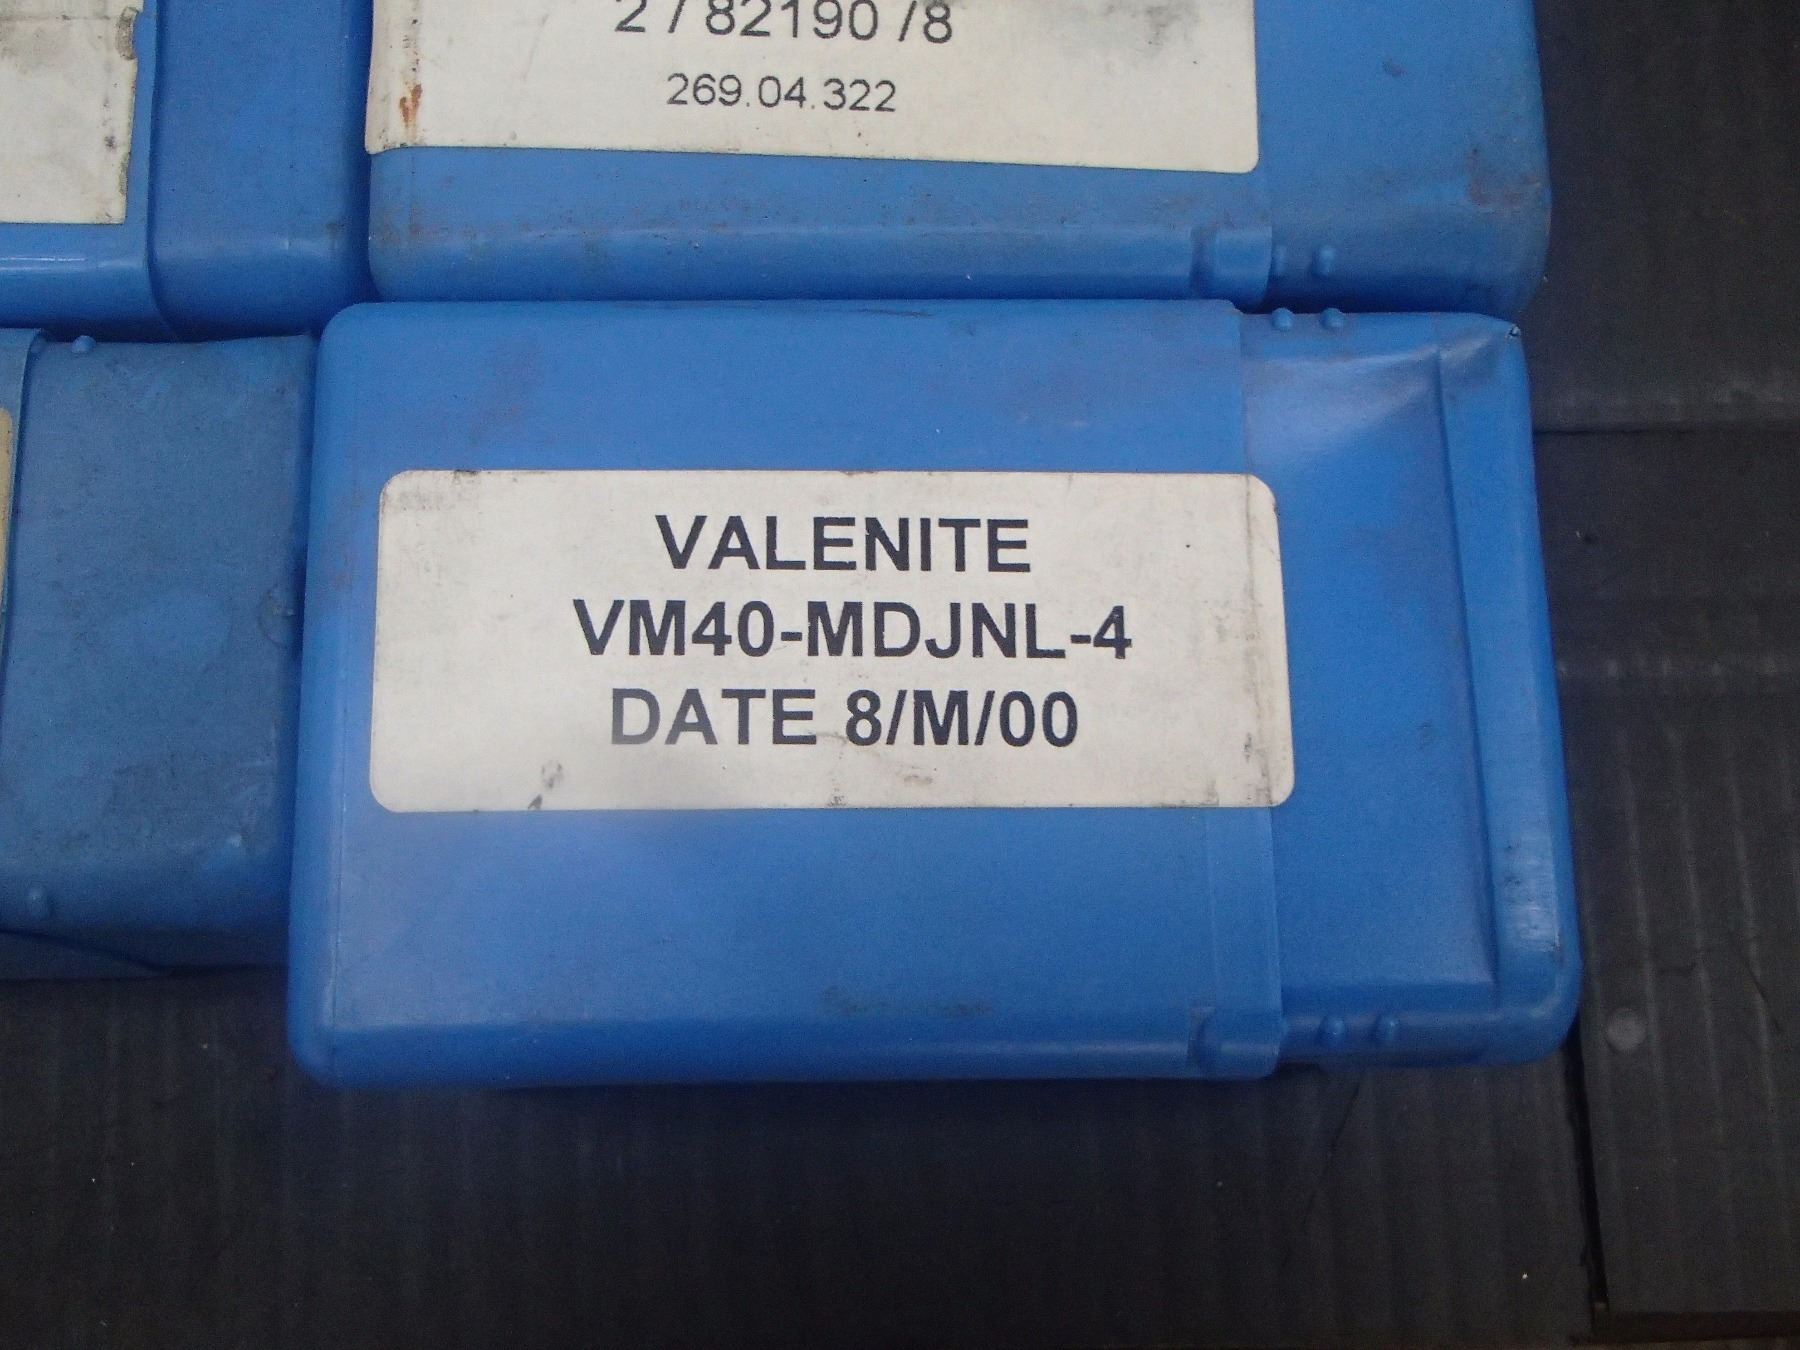 2 / 82190 /8
269.04.322
VALENITE
VM40-MDJNL-4
DATE 8/M/00